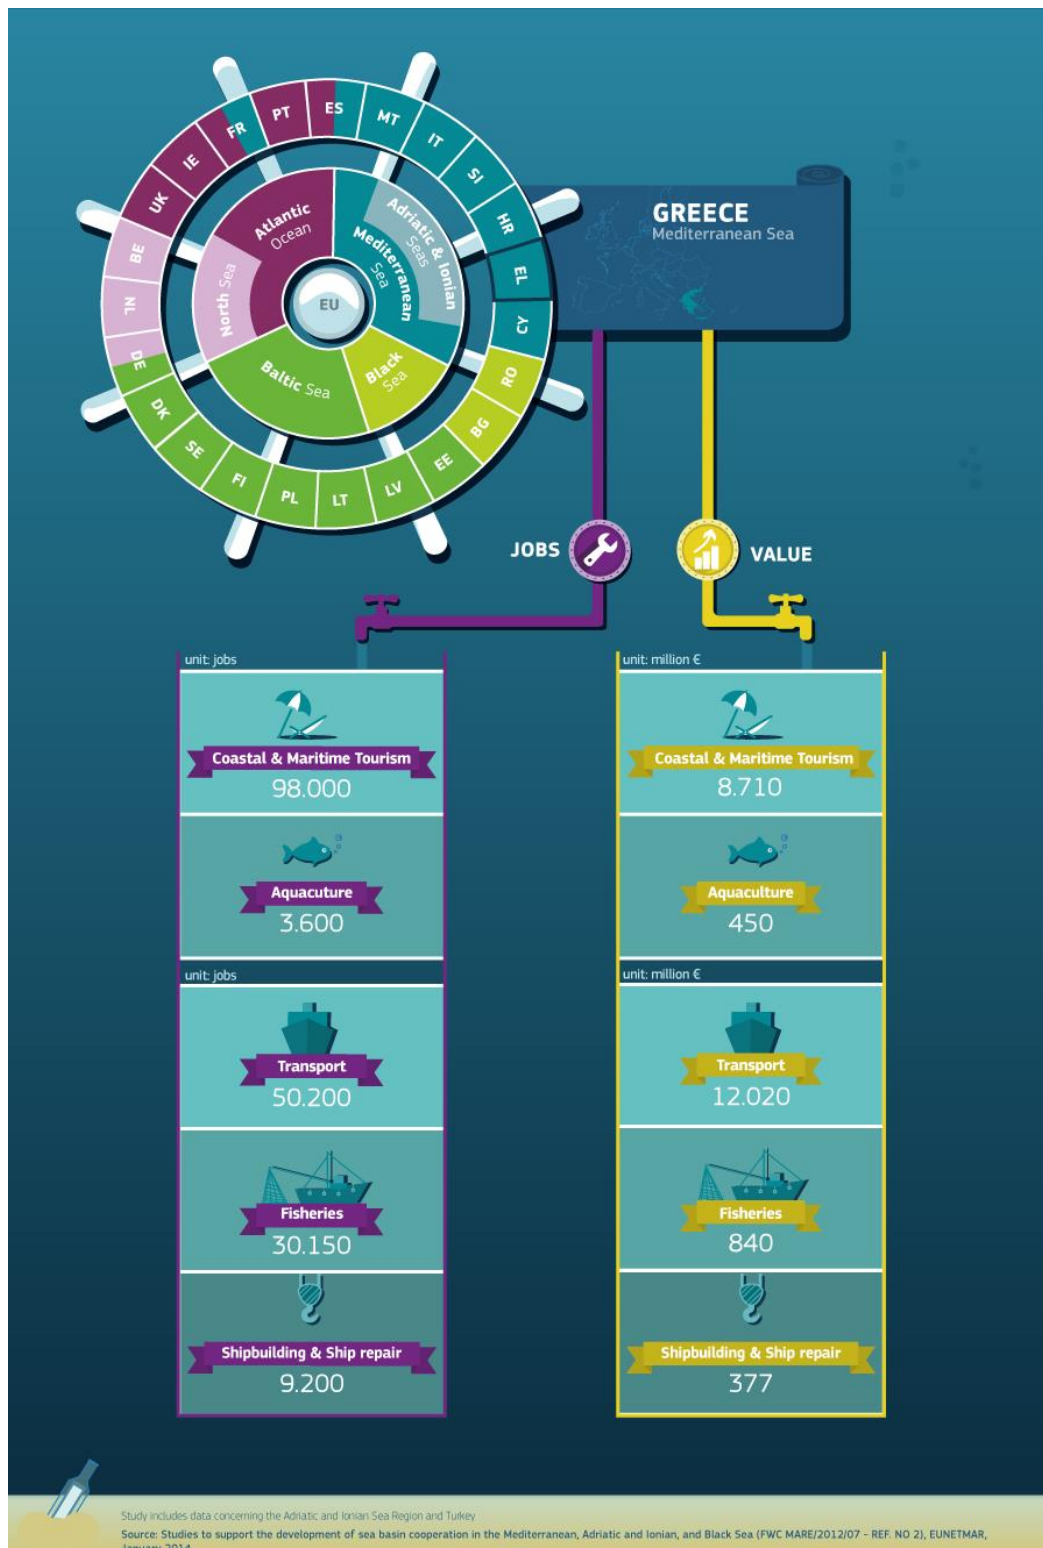 FR
PT
ES
MT
IE
IT
UK
SI
BE
HR
NL
EL
DE
CY
DK
RO
SE
BG
FI
PL
LT
LV
EE
Atlantic
Ocean
Adriatic & Ionian
Seas
Mediterranean
Sea
North Sea
EU
Baltic Sea
Black
Sea
GREECE
Mediterranean Sea
JOBS
VALUE
unit: jobs
Coastal & Maritime Tourism
98.000
Aquacuture
3.600
unit: jobs
Transport
50.200
Fisheries
30.150
Shipbuilding & Ship repair
9.200
unit: million €
Coastal & Maritime Tourism
8.710
Aquaculture
450
unit: million €
Transport
12.020
Fisheries
840
Shipbuilding & Ship repair
377
Study includes data concerning the Adriatic and Ionian Sea Region and Turkey
Source: Studies to support the development of sea basin cooperation in the Mediterranean, Adriatic and Ionian, and Black Sea (FWC MARE/2012/07 - REF. NO 2), EUNETMAR,
January 2014